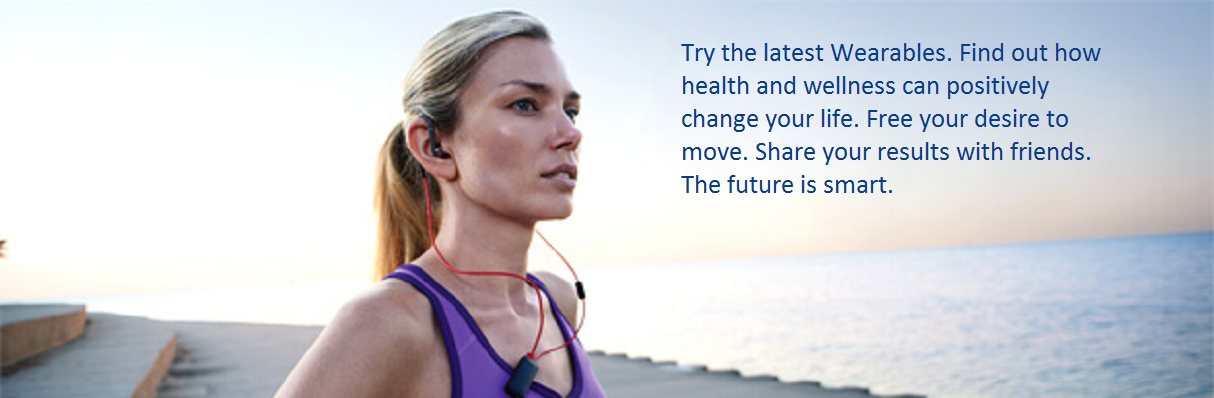 Try the latest Wearables. Find out how
health and wellness can positively
change your life. Free your desire to
move. Share your results with friends.
The future is smart.